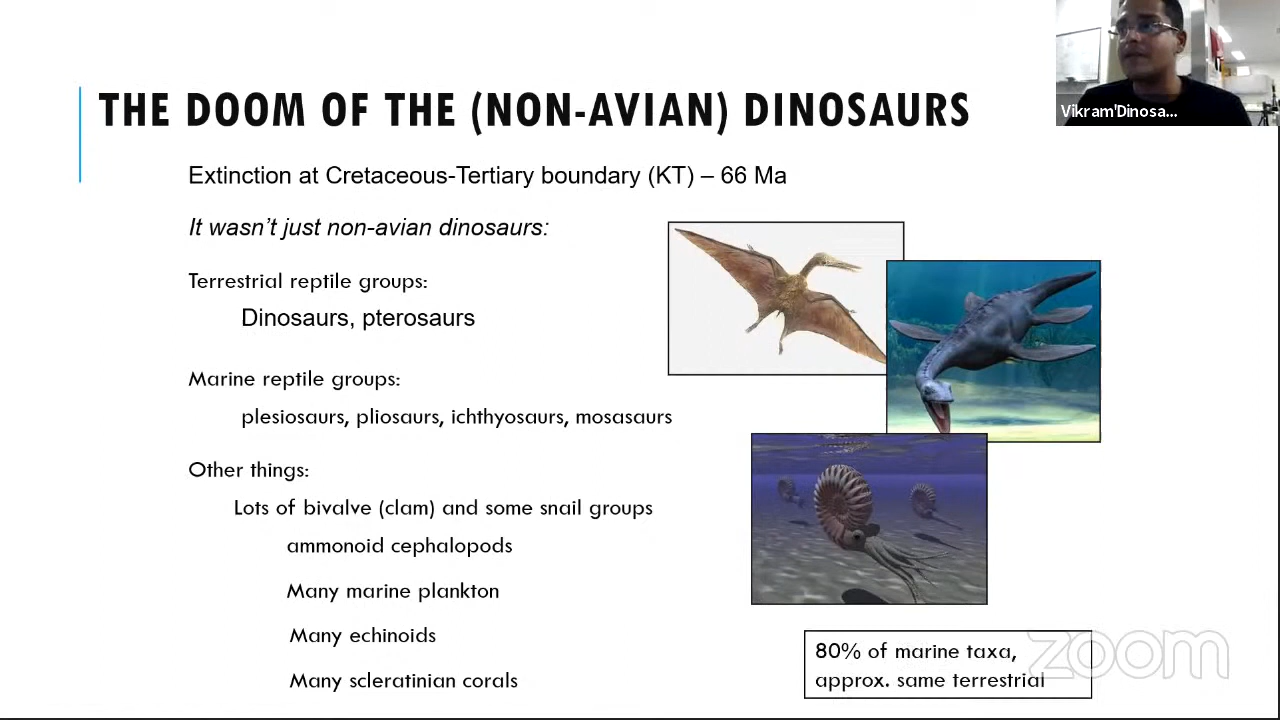 THE DOOM OF THE (NON-AVIAN) DINOSAURS
Vikram'Dinosa...
Extinction at Cretaceous-Tertiary boundary (KT) – 66 Ma
It wasn't just non-avian dinosaurs:
Terrestrial reptile groups:
Dinosaurs, pterosaurs
Marine reptile groups:
plesiosaurs, pliosaurs, ichthyosaurs, mosasaurs
Other things:
Lots of bivalve (clam) and some snail groups
ammonoid cephalopods
Many marine plankton
Many echinoids
Many scleratinian corals
80% of marine taxa,
approx. same terrestrial
zoom